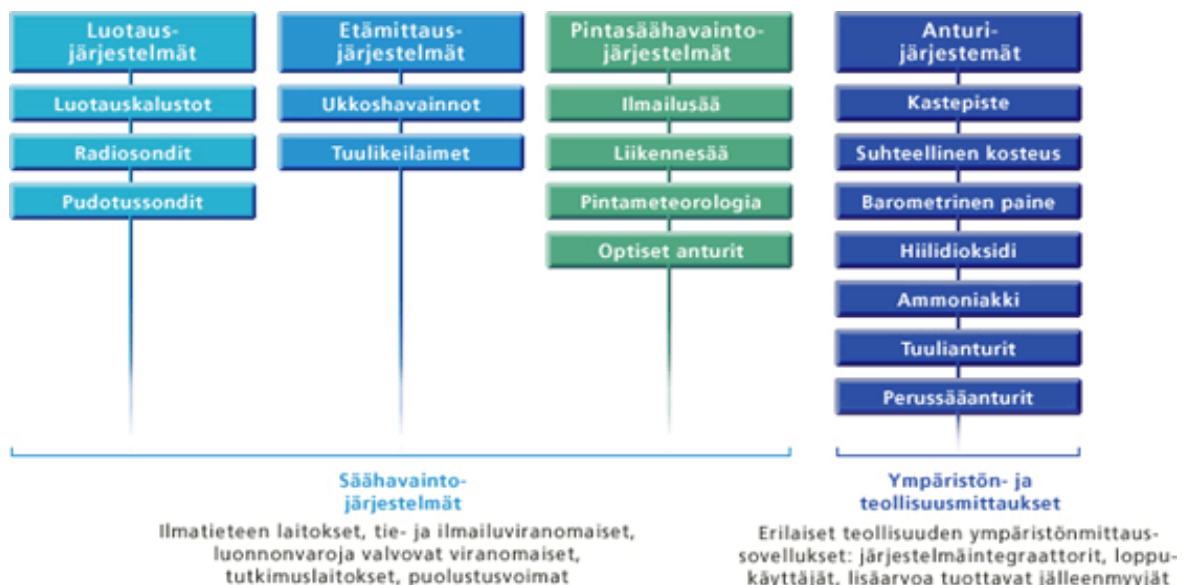 Luotaus-
järjestelmät
Luotauskalustot
Radiosondit
Pudotussondit
Etämittaus-
järjestelmät
Ukkoshavainnot
Tuulikeilaimet
Pintasäähavainto-
järjestelmät
Ilmailusää
Liikennesää
Pintameteorologia
Optiset anturit
Anturi-
järjestemät
Kastepiste
Suhteellinen kosteus
Barometrinen paine
Hiilidioksidi
Ammoniakki
Tuulianturit
Perussääanturit
Säähavainto-
järjestelmät
Ilmatieteen laitokset, tie- ja ilmailuviranomaiset,
luonnonvaroja valvovat viranomaiset,
tutkimuslaitokset, puolustusvoimat
Ympäristön- ja
teollisuusmittaukset
Erilaiset teollisuuden ympäristönmittaus-
sovellukset: järjestelmäintegraattorit, loppu-
käyttäjät, lisäarvoa tuottavat jälleenmyyjät